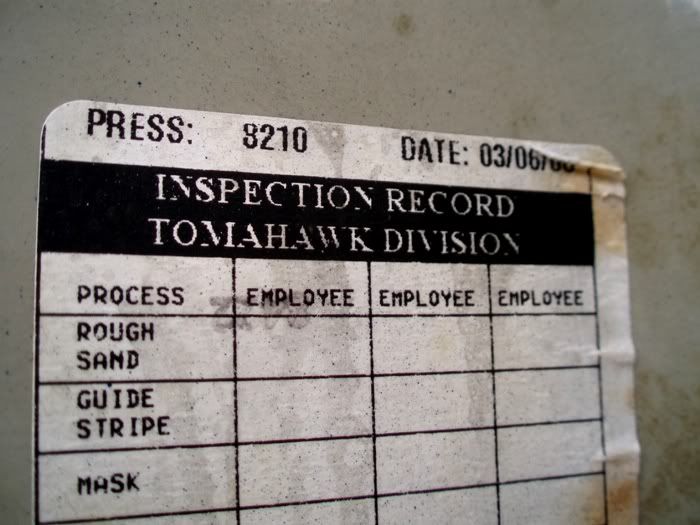 PRESS: 8210 DATE: 03/06/
INSPECTION RECORD
TOMAHAWK DIVISION
PROCESS EMPLOYEE EMPLOYEE EMPLOYEE
ROUGH
SAND
GUIDE
STRIPE
MASK